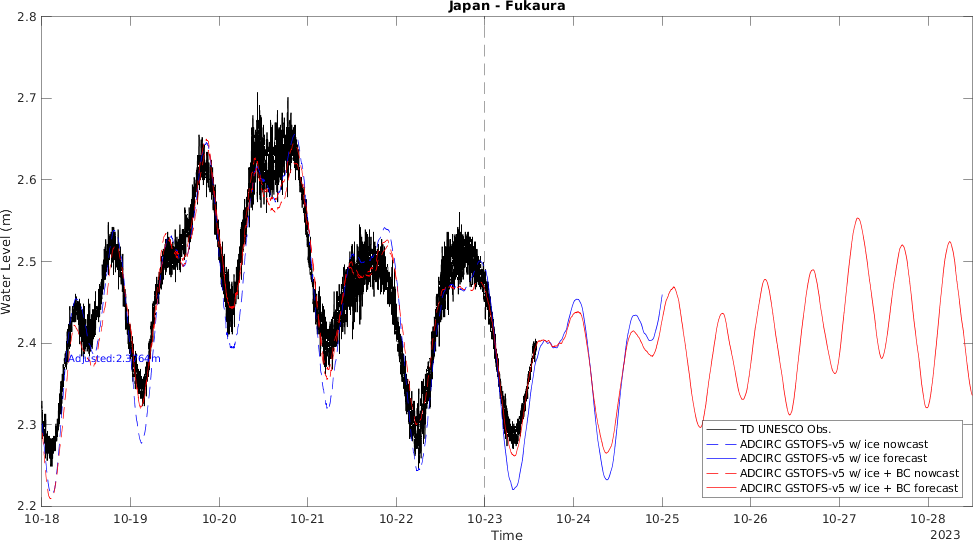 Japan - Fukaura
Water Level (m)
2.8
2.7
2.6
2.5
2.4
2.3
2.2
TD UNESCO Obs.
ADCIRC GSTOFS-v5 w/ ice nowcast
ADCIRC GSTOFS-v5 w/ ice forecast
ADCIRC GSTOFS-v5 w/ ice + BC nowcast
ADCIRC GSTOFS-v5 w/ ice + BC forecast
10-18 10-19 10-20 10-21 10-22 10-23 10-24 10-25 10-26 10-27 10-28
Time
2023